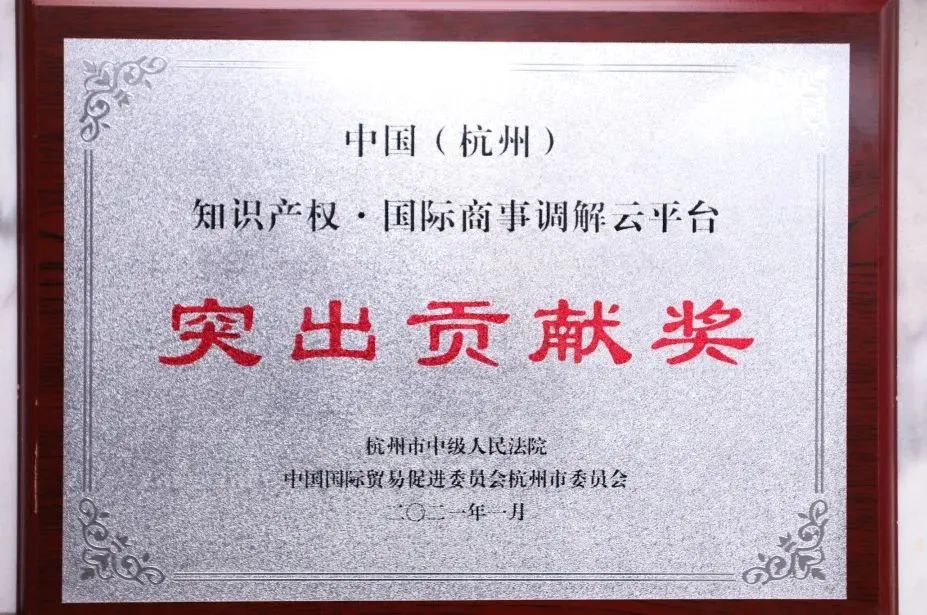 中国（杭州）
知识产权·国际商事调解云平台
突出贡献奖
杭州市中级人民法院
中国国际贸易促进委员会杭州市委员会
二〇二一年一月